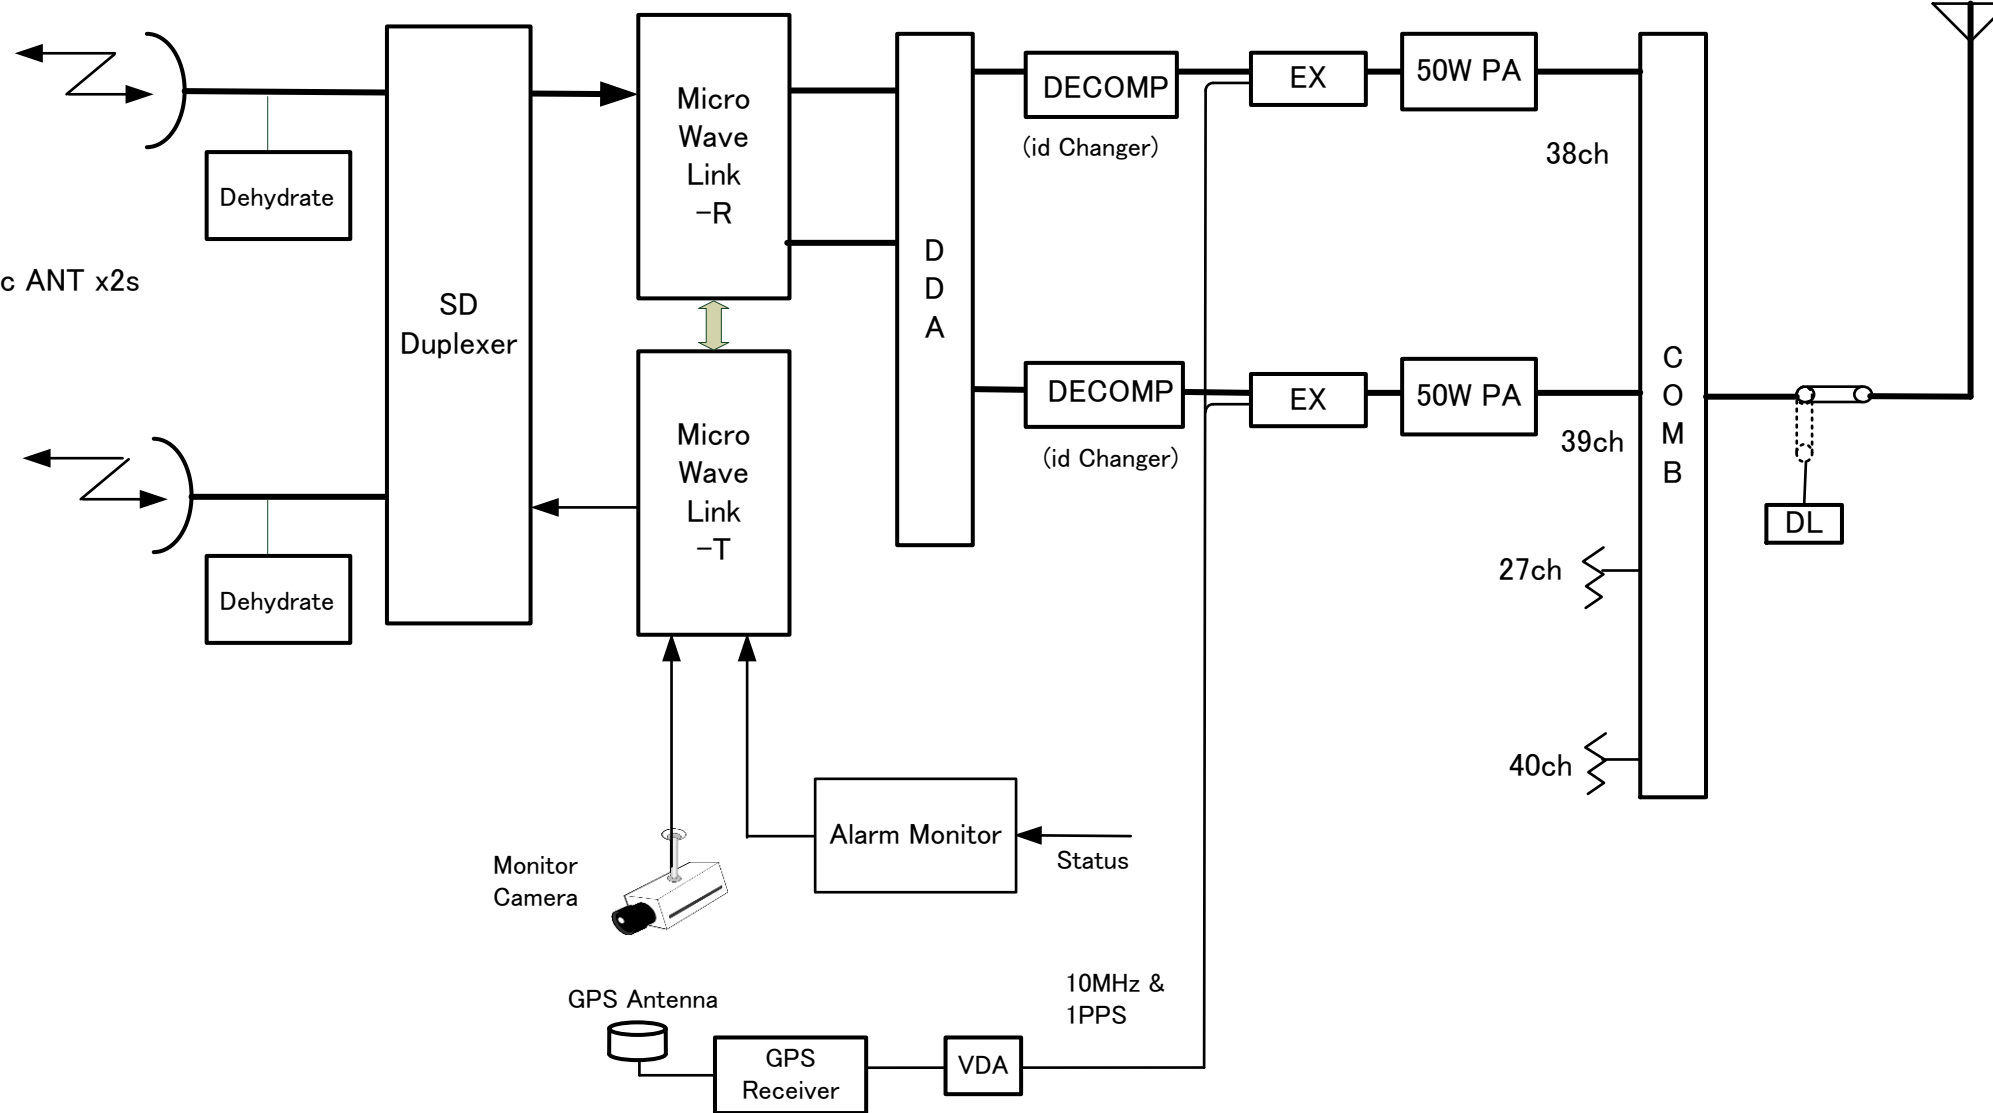 Dehydrate
c ANT x2s
Dehydrate
SD
Duplexer
Micro
Wave
Link
-R
Micro
Wave
Link
-T
D
D
A
DECOMP
(id Changer)
EX
50W PA
38ch
DECOMP
(id Changer)
EX
50W PA
39ch
27ch
40ch
C
O
M
B
DL
Monitor
Camera
Alarm Monitor
Status
GPS Antenna
GPS
Receiver
VDA
10MHz &
1PPS